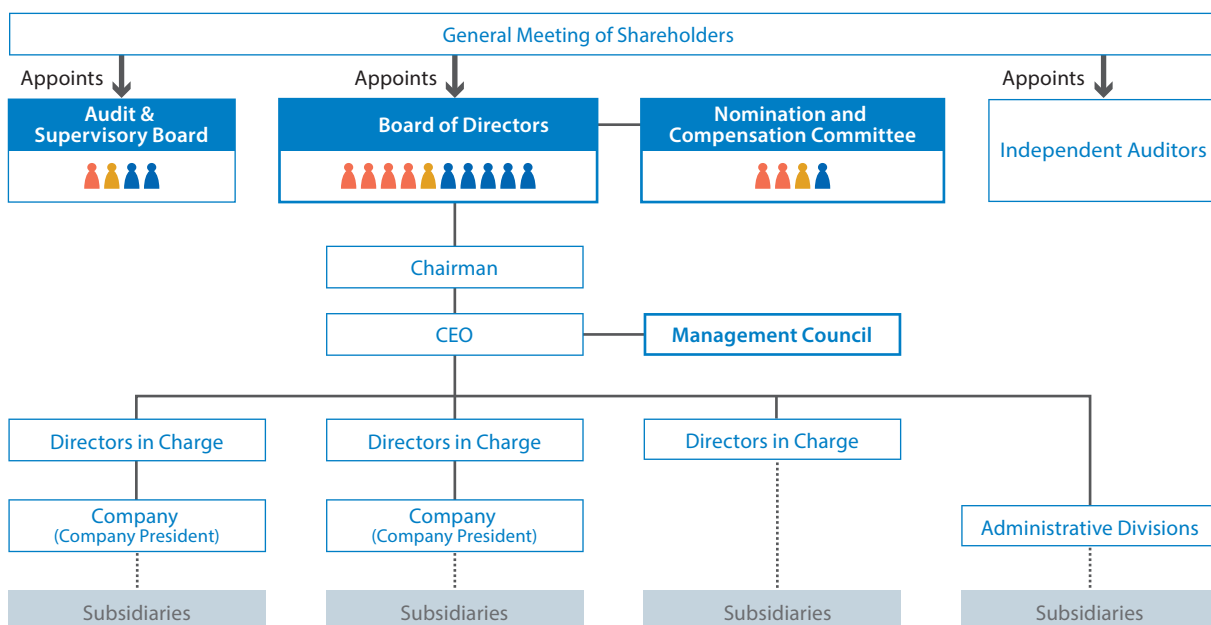 General Meeting of Shareholders
Appoints
Appoints
Appoints
Audit &
Supervisory Board
Board of Directors
Nomination and
Compensation Committee
Independent Auditors
Chairman
CEO
Management Council
Directors in Charge
Directors in Charge
Directors in Charge
Company
(Company President)
Company
(Company President)
Administrative Divisions
Subsidiaries
Subsidiaries
Subsidiaries
Subsidiaries